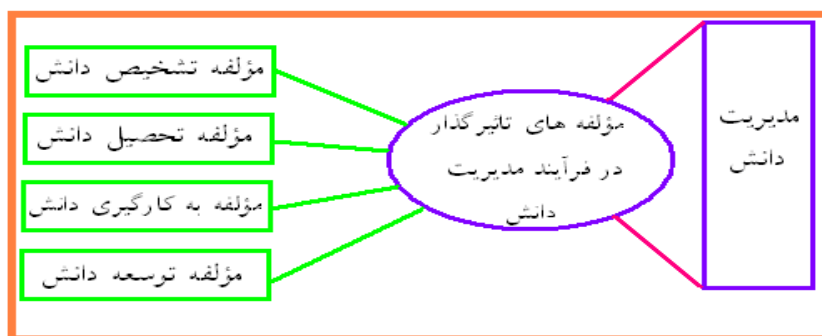 مدیریت
دانش
مؤلفه های تاثیرگذار
در فرآیند مدیریت
دانش
مؤلفه تشخیص دانش
مؤلفه تحصیل دانش
مؤلفه به کارگیری دانش
مؤلفه توسعه دانش